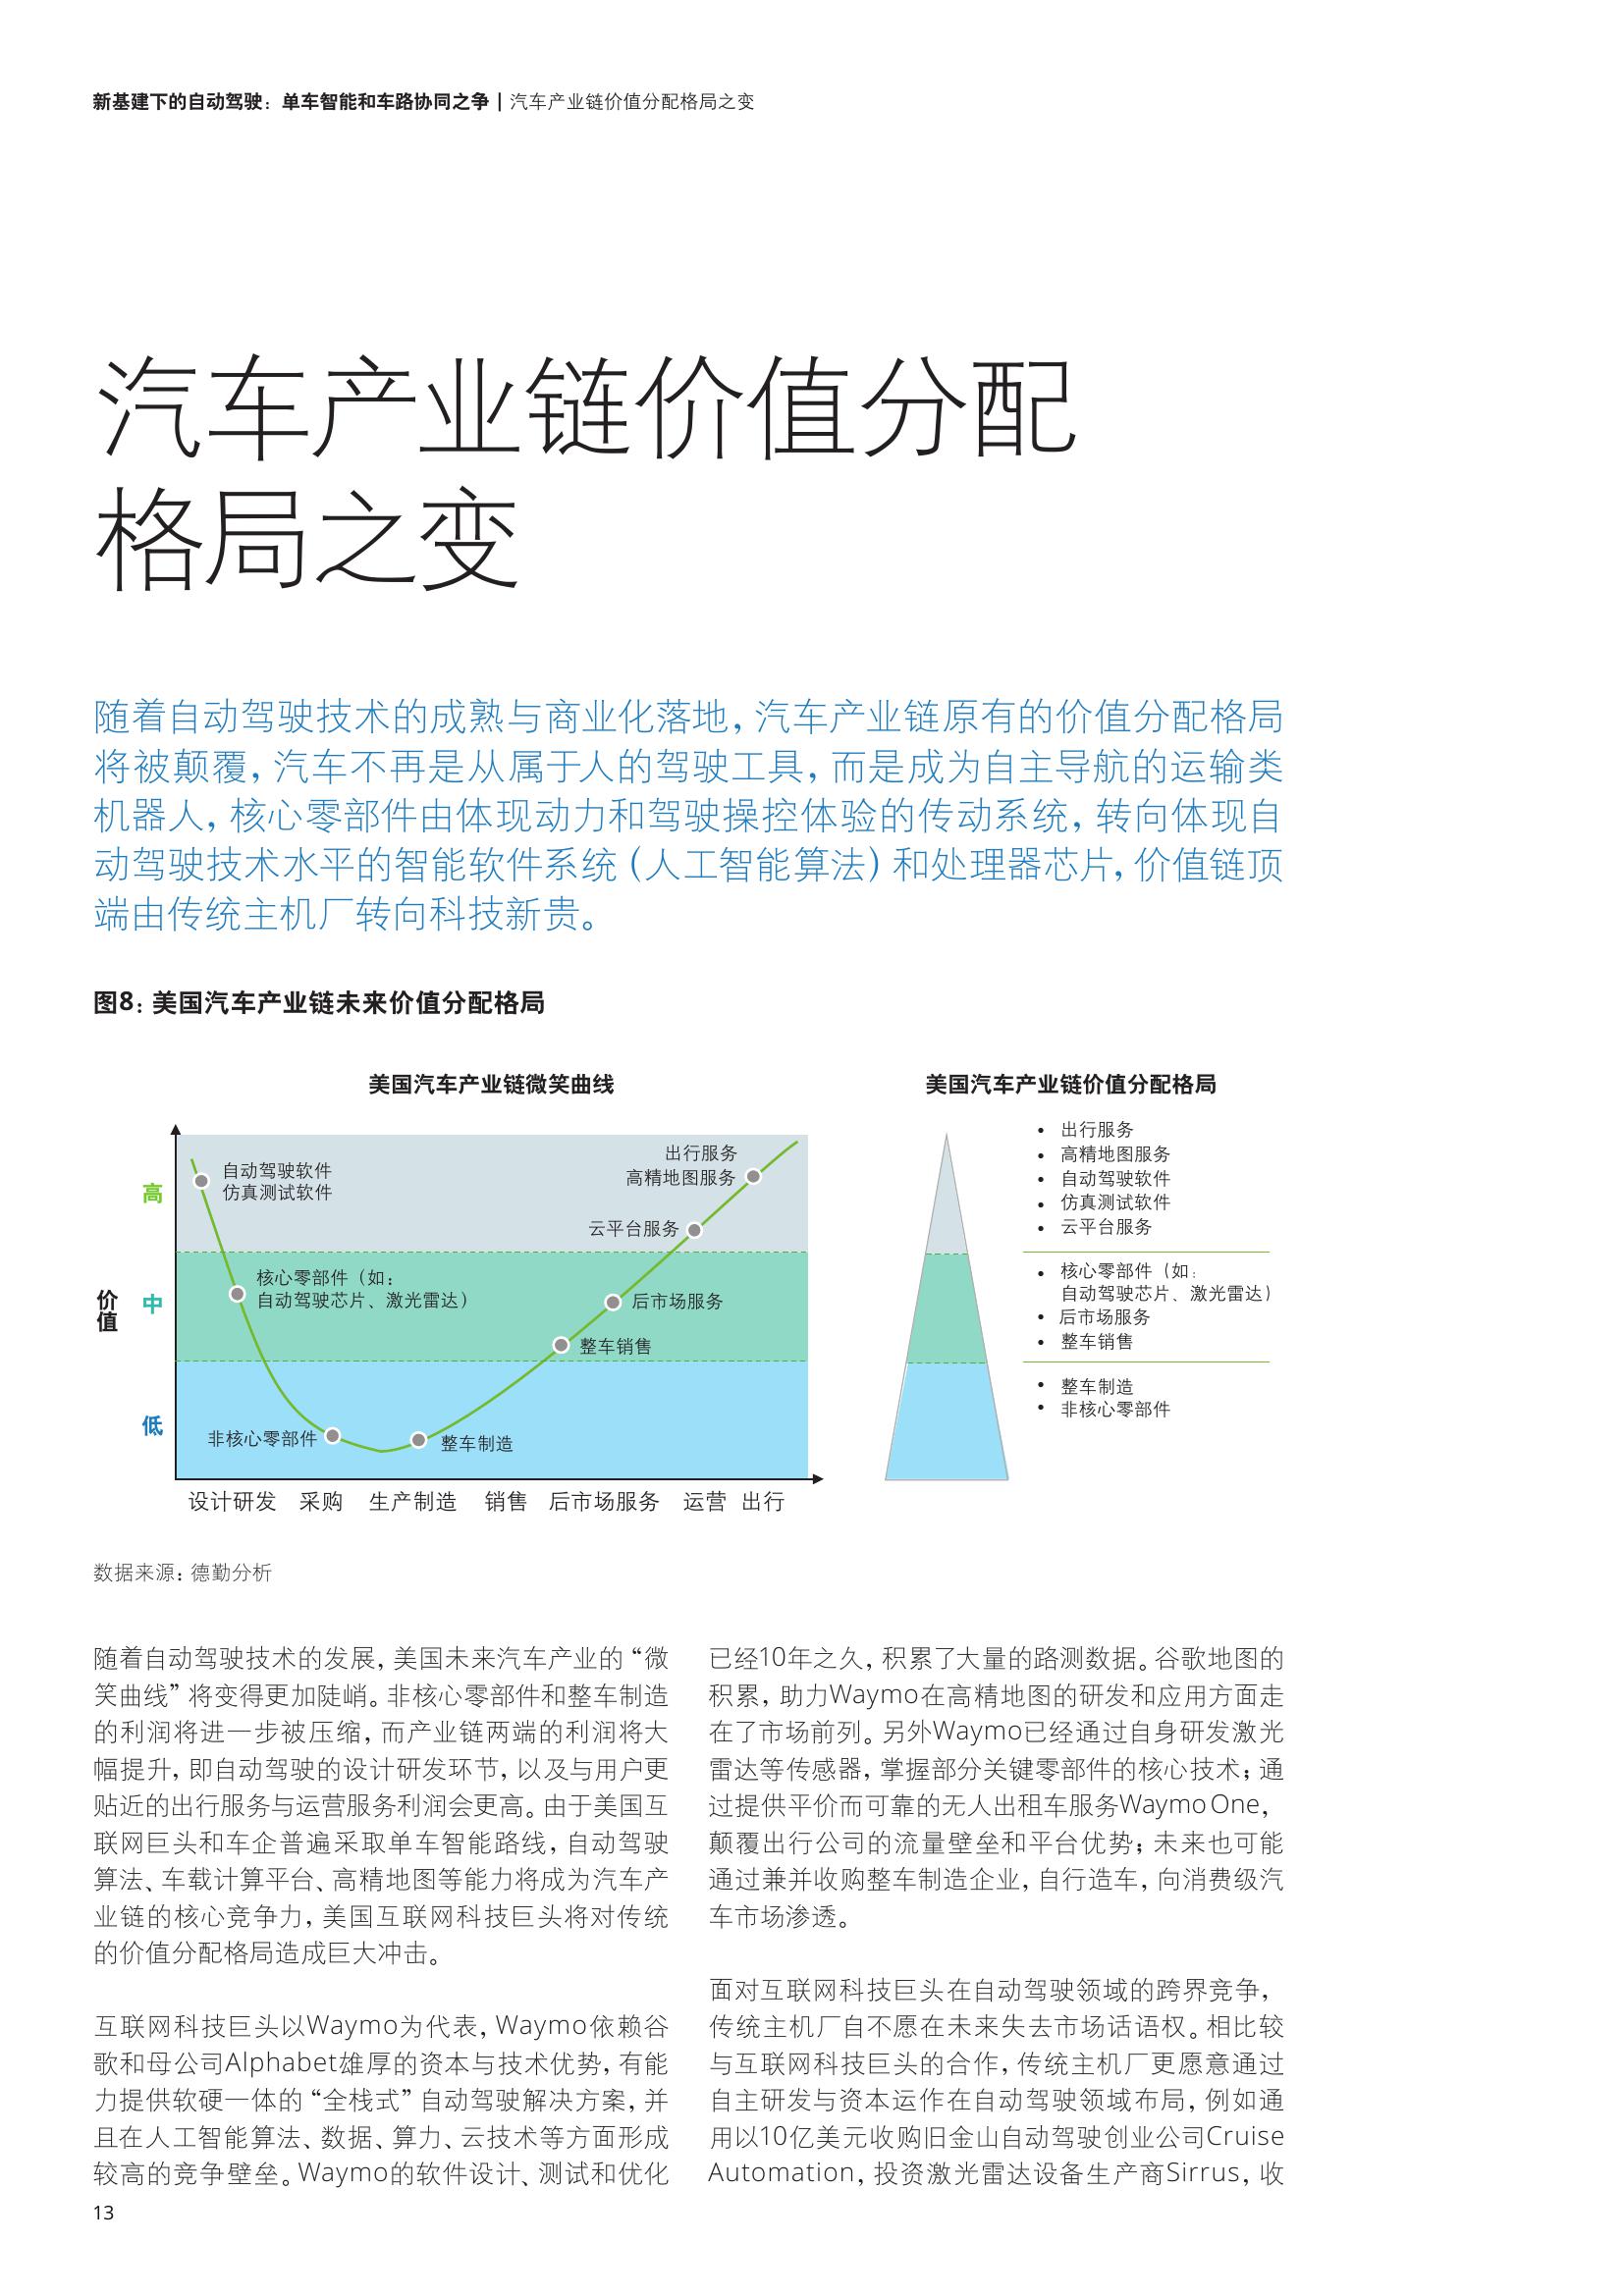 新基建下的自动驾驶：单车智能和车路协同之争 | 汽车产业链价值分配格局之变
汽车产业链价值分配
格局之变
随着自动驾驶技术的成熟与商业化落地，汽车产业链原有的价值分配格局
将被颠覆，汽车不再是从属于人的驾驶工具，而是成为自主导航的运输类
机器人，核心零部件由体现动力和驾驶操控体验的传动系统，转向体现自
动驾驶技术水平的智能软件系统（人工智能算法）和处理器芯片，价值链顶
端由传统主机厂转向科技新贵。
图8：美国汽车产业链未来价值分配格局
美国汽车产业链微笑曲线
价值
高
中
低
自动驾驶软件
仿真测试软件
出行服务
高精地图服务
云平台服务
核心零部件（如：
自动驾驶芯片、激光雷达）
后市场服务
整车销售
非核心零部件
整车制造
设计研发 采购 生产制造 销售 后市场服务 运营 出行
美国汽车产业链价值分配格局
• 出行服务
• 高精地图服务
• 自动驾驶软件
• 仿真测试软件
• 云平台服务
• 核心零部件（如：
自动驾驶芯片、激光雷达）
• 后市场服务
• 整车销售
• 整车制造
• 非核心零部件
数据来源：德勤分析
随着自动驾驶技术的发展，美国未来汽车产业的“微
笑曲线”将变得更加陡峭。非核心零部件和整车制造
的利润将进一步被压缩，而产业链两端的利润将大
幅提升，即自动驾驶的设计研发环节，以及与用户更
贴近的出行服务与运营服务利润会更高。由于美国互
联网巨头和车企普遍采取单车智能路线，自动驾驶
算法、车载计算平台、高精地图等能力将成为汽车产
业链的核心竞争力，美国互联网科技巨头将对传统
的价值分配格局造成巨大冲击。
互联网科技巨头以Waymo为代表，Waymo依赖谷
歌和母公司Alphabet雄厚的资本与技术优势，有能
力提供软硬一体的“全栈式”自动驾驶解决方案，并
且在人工智能算法、数据、算力、云技术等方面形成
较高的竞争壁垒。Waymo的软件设计、测试和优化
已经10年之久，积累了大量的路测数据。谷歌地图的
积累，助力Waymo在高精地图的研发和应用方面走
在了市场前列。另外Waymo已经通过自身研发激光
雷达等传感器，掌握部分关键零部件的核心技术；通
过提供平价而可靠的无人出租车服务Waymo One，
颠覆出行公司的流量壁垒和平台优势；未来也可能
通过兼并收购整车制造企业，自行造车，向消费级汽
车市场渗透。
面对互联网科技巨头在自动驾驶领域的跨界竞争，
传统主机厂自不愿在未来失去市场话语权。相比较
与互联网科技巨头的合作，传统主机厂更愿意通过
自主研发与资本运作在自动驾驶领域布局，例如通
用以10亿美元收购旧金山自动驾驶创业公司Cruise
Automation，投资激光雷达设备生产商Sirrus，收
13